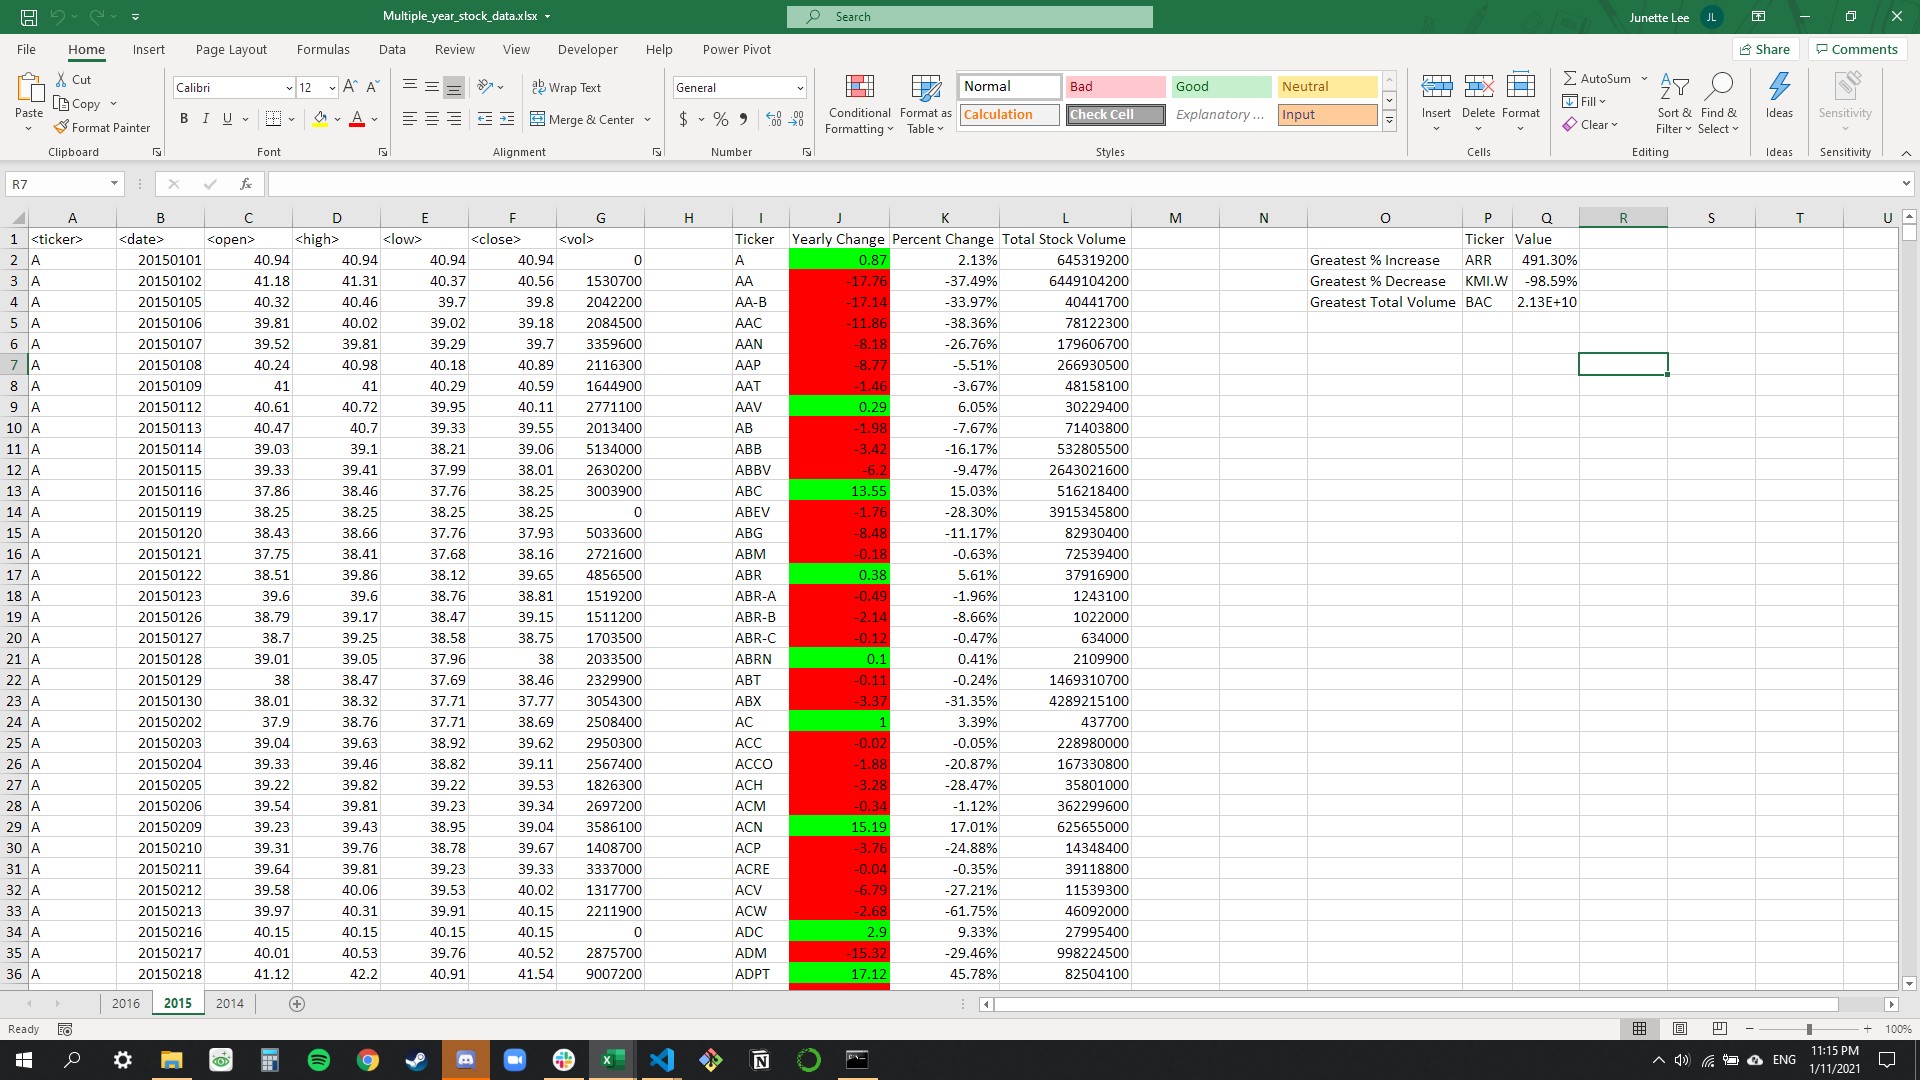 Multiple_year_stock_data.xlsx
Search
Junette Lee JL
File Home Insert Page Layout Formulas Data Review View Developer Help Power Pivot Share Comments
Paste Cut Copy Format Painter Clipboard
Calibri 12 A A B I U A Font
Wrap Text Merge & Center Alignment
General $ % Number
Conditional Formatting Format as Table
Normal Bad Good Neutral
Calculation Check Cell Explanatory ... Input
Styles
Insert Delete Format Cells
AutoSum Fill Clear Sort & Filter Find & Select Editing
Ideas Ideas
Sensitivity Sensitivity
R7 fx
A B C D E F G H I J K L M N O P Q R S T U
1 <ticker> <date> <open> <high> <low> <close> <vol> Ticker Yearly Change Percent Change Total Stock Volume Ticker Value
2 A 20150101 40.94 40.94 40.94 40.94 0 A 0.87 2.13% 645319200 Greatest % Increase ARR 491.30%
3 A 20150102 41.18 41.31 40.37 40.56 1530700 AA -17.76 -37.49% 6449104200 Greatest % Decrease KMI.W -98.59%
4 A 20150105 40.32 40.46 39.7 39.8 2042200 AA-B -17.14 -33.97% 40441700 Greatest Total Volume BAC 2.13E+10
5 A 20150106 39.81 40.02 39.02 39.18 2084500 AAC -11.86 -38.36% 78122300
6 A 20150107 39.52 39.81 39.29 39.7 3359600 AAN -8.18 -26.76% 179606700
7 A 20150108 40.24 40.98 40.18 40.89 2116300 AAP -8.77 -5.51% 266930500
8 A 20150109 41 41 40.29 40.59 1644900 AAT -1.46 -3.67% 48158100
9 A 20150112 40.61 40.72 39.95 40.11 2771100 AAV 0.29 6.05% 30229400
10 A 20150113 40.47 40.7 39.33 39.55 2013400 AB -1.98 -7.67% 71403800
11 A 20150114 39.03 39.1 38.21 39.06 5134000 ABB -3.42 -16.17% 532805500
12 A 20150115 39.33 39.41 37.99 38.01 2630200 ABBV -6.2 -9.47% 2643021600
13 A 20150116 37.86 38.46 37.76 38.25 3003900 ABC 13.55 15.03% 516218400
14 A 20150119 38.25 38.25 38.25 38.25 0 ABEV -1.76 -28.30% 3915345800
15 A 20150120 38.43 38.66 37.76 37.93 5033600 ABG -8.48 -11.17% 82930400
16 A 20150121 37.75 38.41 37.68 38.16 2721600 ABM -0.18 -0.63% 72539400
17 A 20150122 38.51 39.86 38.12 39.65 4856500 ABR 0.38 5.61% 37916900
18 A 20150123 39.6 39.6 38.76 38.81 1519200 ABR-A -0.49 -1.96% 1243100
19 A 20150126 38.79 39.17 38.47 39.15 1511200 ABR-B -2.14 -8.66% 1022000
20 A 20150127 38.7 39.25 38.58 38.75 1703500 ABR-C -0.12 -0.47% 634000
21 A 20150128 39.01 39.05 37.96 38 2033500 ABRN 0.1 0.41% 2109900
22 A 20150129 38 38.47 37.69 38.46 2329900 ABT -0.11 -0.24% 1469310700
23 A 20150130 38.01 38.32 37.71 37.77 3054300 ABX -3.37 -31.35% 4289215100
24 A 20150202 37.9 38.76 37.71 38.69 2508400 AC 1 3.39% 437700
25 A 20150203 39.04 39.63 38.92 39.62 2950300 ACC -0.02 -0.05% 228980000
26 A 20150204 39.33 39.46 38.82 39.11 2567400 ACCO -1.88 -20.87% 167330800
27 A 20150205 39.22 39.82 39.22 39.53 1826300 ACH -3.28 -28.47% 35801000
28 A 20150206 39.54 39.81 39.23 39.34 2697200 ACM -0.34 -1.12% 362299600
29 A 20150209 39.23 39.43 38.95 39.04 3586100 ACN 15.19 17.01% 625655000
30 A 20150210 39.31 39.76 38.78 39.67 1408700 ACP -3.76 -24.88% 14348400
31 A 20150211 39.64 39.81 39.23 39.33 3337000 ACRE -0.04 -0.35% 39118800
32 A 20150212 39.58 40.06 39.53 40.02 1317700 ACV -6.79 -27.21% 11539300
33 A 20150213 39.97 40.31 39.91 40.15 2211900 ACW -2.68 -61.75% 46092000
34 A 20150216 40.15 40.15 40.15 40.15 0 ADC 2.9 9.33% 27995400
35 A 20150217 40.01 40.53 39.76 40.52 2875700 ADM -15.32 -29.46% 998224500
36 A 20150218 41.12 42.2 40.91 41.54 9007200 ADPT 17.12 45.78% 82504100
2016 2015 2014
Ready 100%
ENG 11:15 PM
1/11/2021